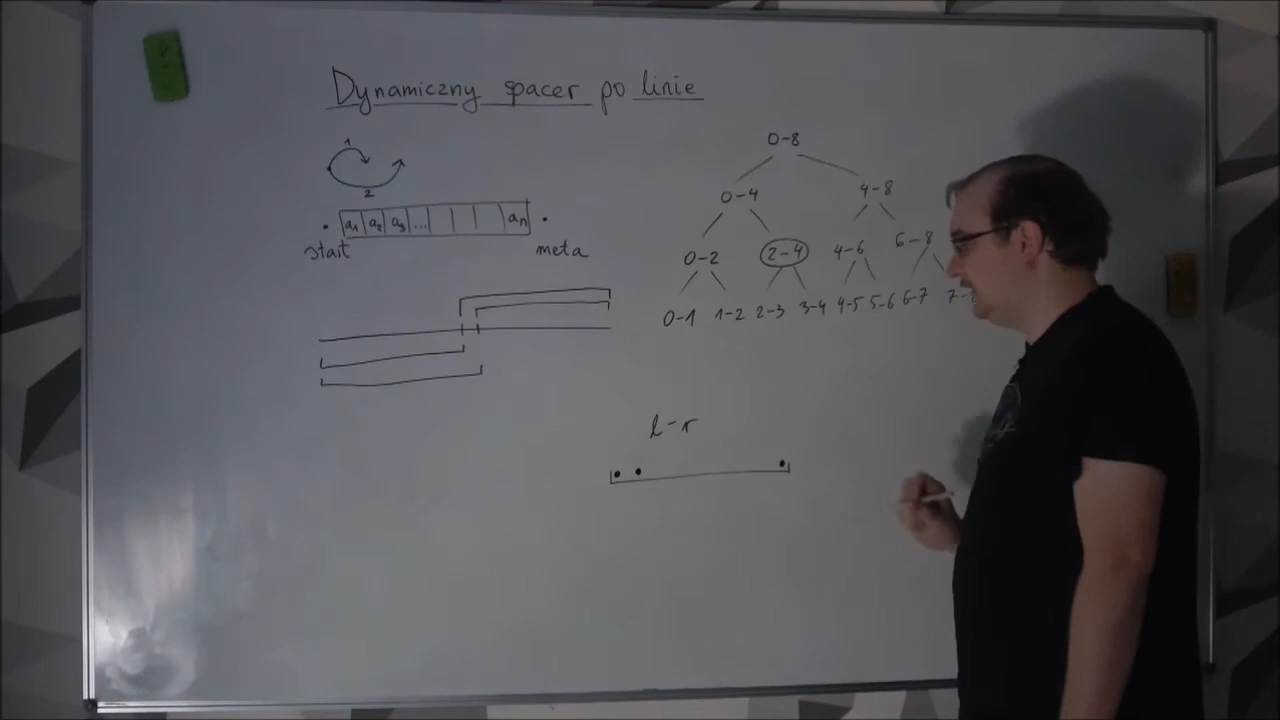 Dynamiczny spacer po linie
1
2
a1 a2 a3 ... an
start meta
0-8
0-4 4-8
0-2 2-4 4-6 6-8
0-1 1-2 2-3 3-4 4-5 5-6 6-7 7-
l-r